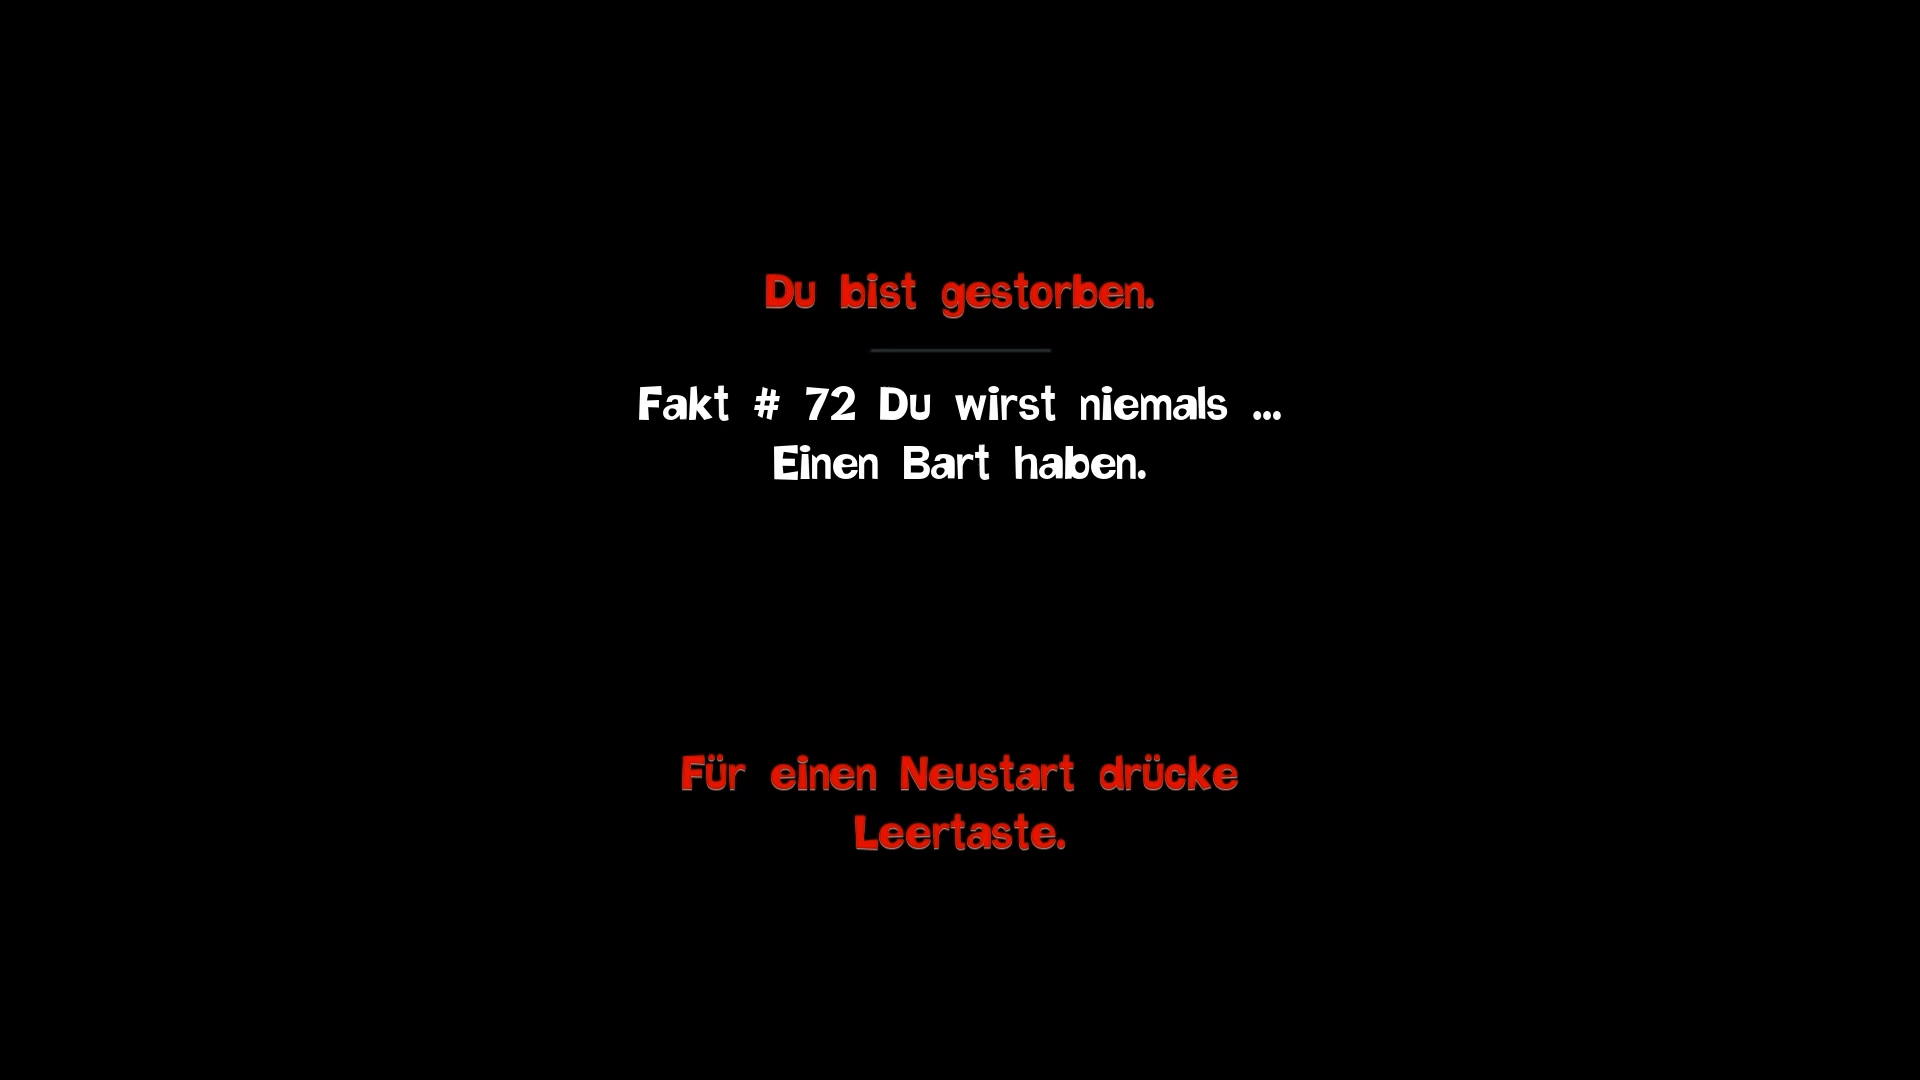 Du bist gestorben.
Fakt # 72 Du wirst niemals ...
Einen Bart haben.
Für einen Neustart drücke
Leertaste.